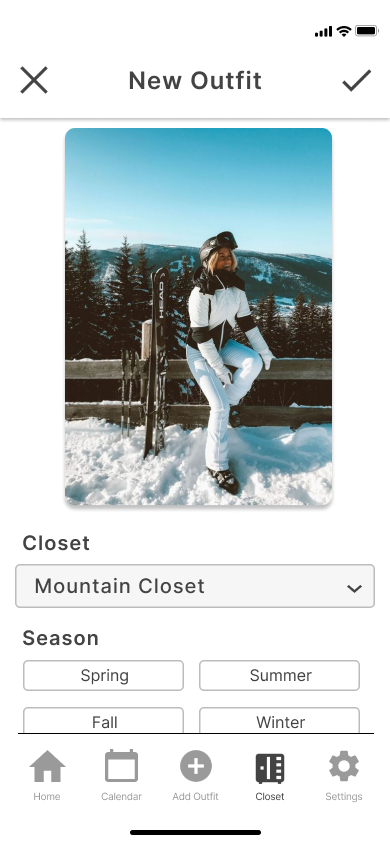 New Outfit
HEAD
Closet
Mountain Closet
Season
Spring
Summer
Fall
Winter
Home
Calendar
Add Outfit
Closet
Settings